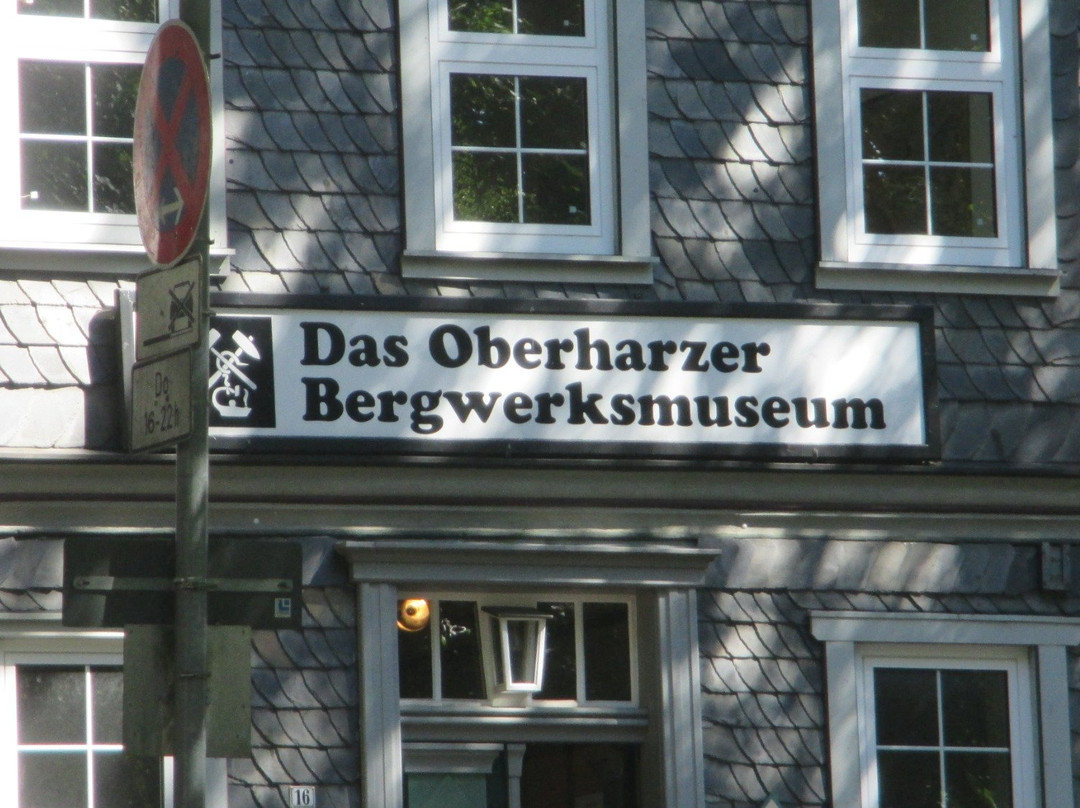 Das Oberharzer
Bergwerksmuseum
Do
16-22h
16